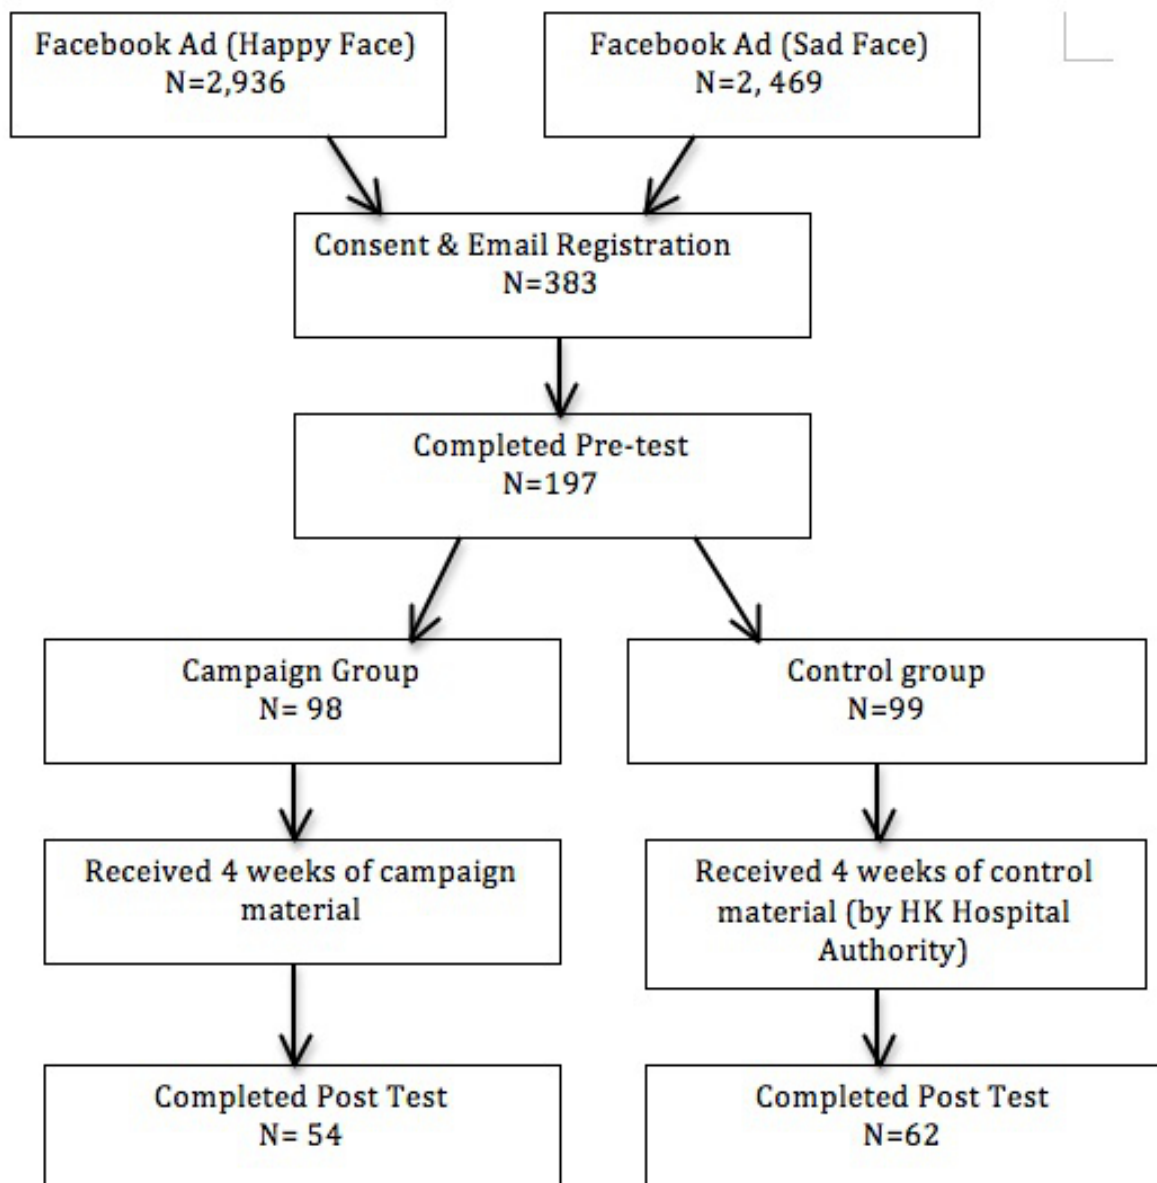 Facebook Ad (Happy Face)
N=2,936
Facebook Ad (Sad Face)
N=2, 469
Consent & Email Registration
N=383
Completed Pre-test
N=197
Campaign Group
N= 98
Control group
N=99
Received 4 weeks of campaign
material
Received 4 weeks of control
material (by HK Hospital
Authority)
Completed Post Test
N= 54
Completed Post Test
N=62